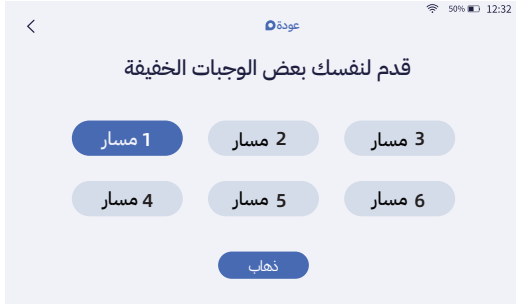 50% 12:32
عودة
قدم لنفسك بعض الوجبات الخفيفة
مسار 1
مسار 2
مسار 3
مسار 4
مسار 5
مسار 6
ذهاب